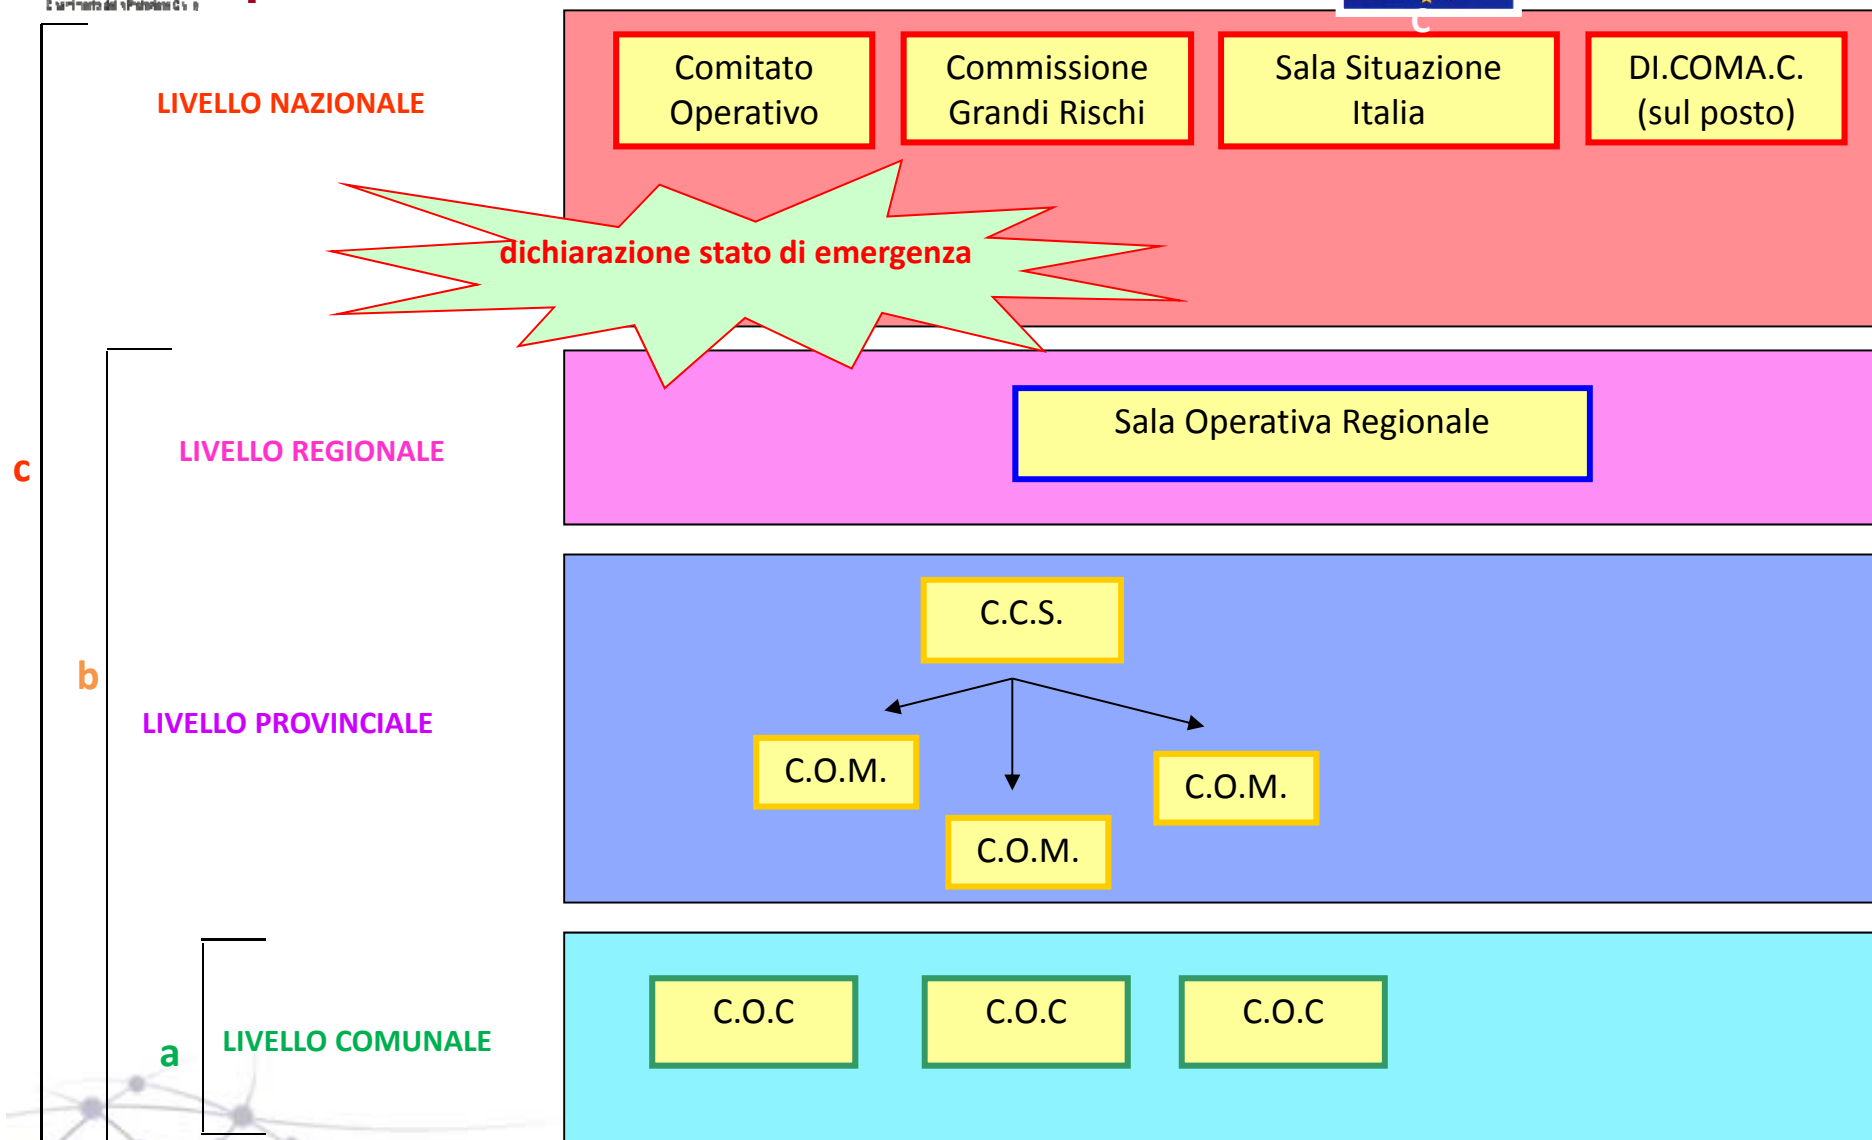 C
LIVELLO NAZIONALE
Comitato
Operativo
Commissione
Grandi Rischi
Sala Situazione
Italia
DI.COMA.C.
(sul posto)
dichiarazione stato di emergenza
LIVELLO REGIONALE
Sala Operativa Regionale
c
b
LIVELLO PROVINCIALE
C.C.S.
C.O.M.
C.O.M.
C.O.M.
a
LIVELLO COMUNALE
C.O.C
C.O.C
C.O.C